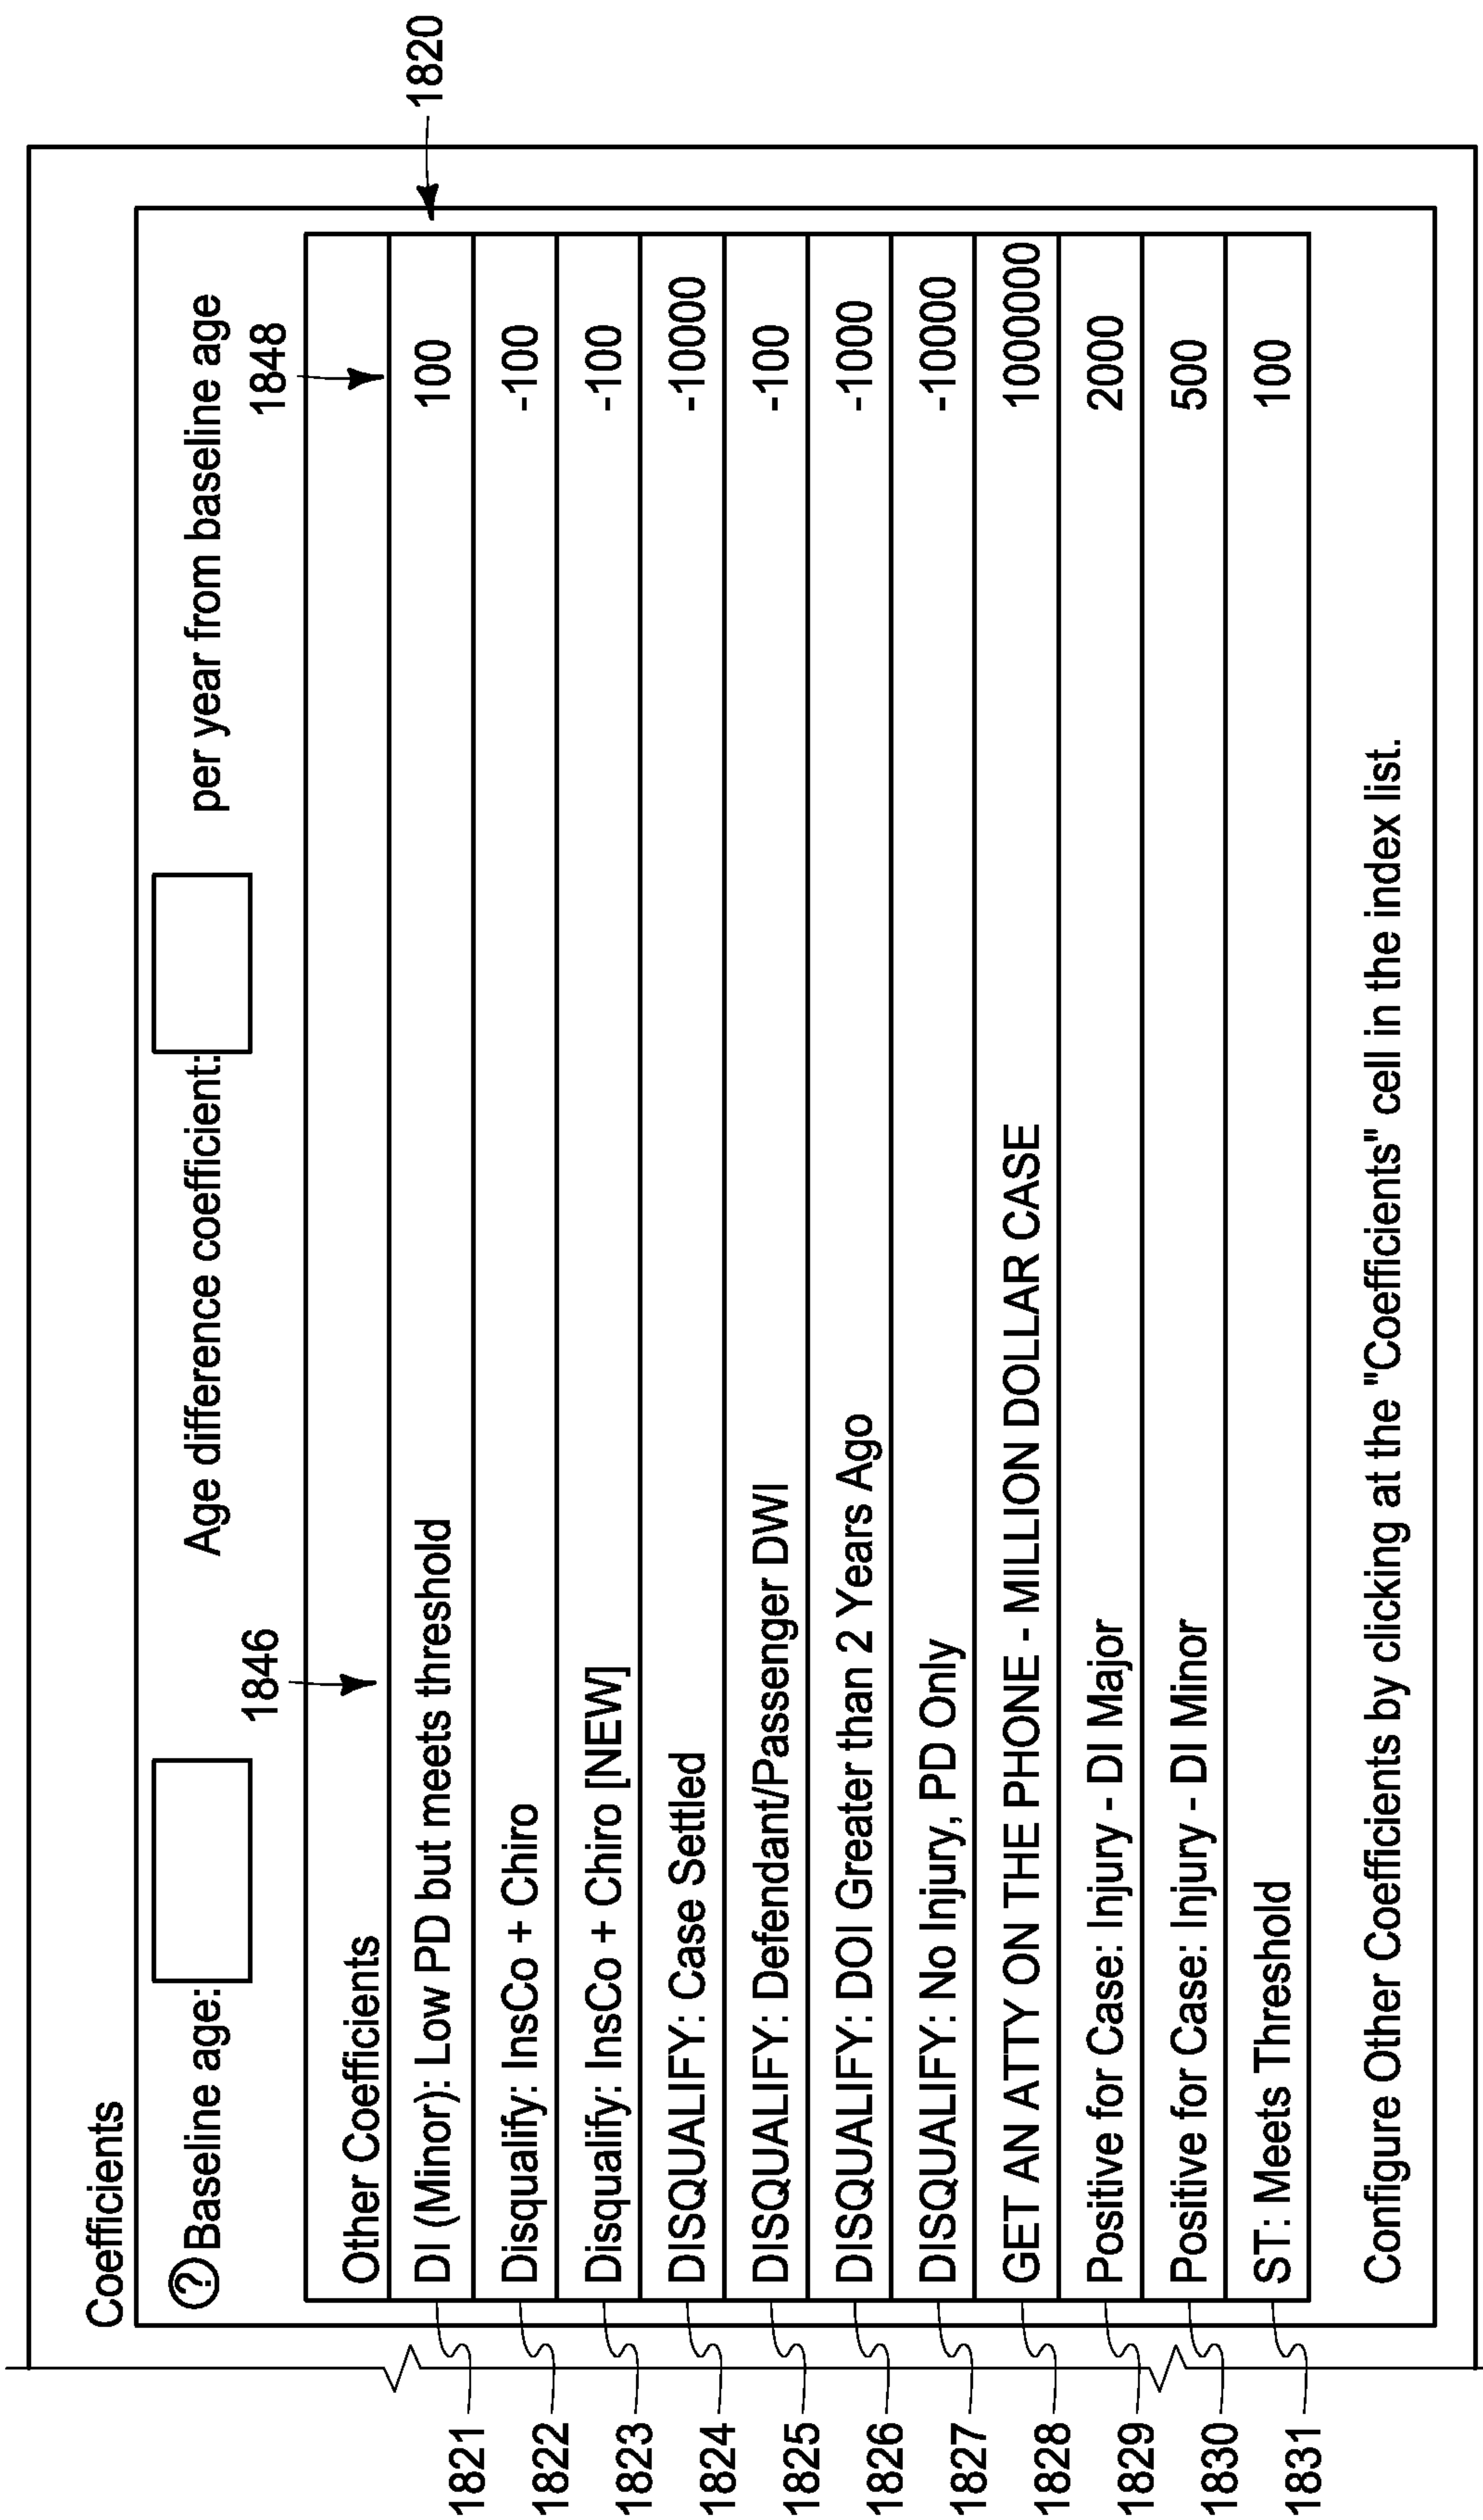 Coefficients
? Baseline age: Age difference coefficient: per year from baseline age
1846 1848
1820
Other Coefficients
1821 DI (Minor): Low PD but meets threshold 100
1822 Disqualify: InsCo + Chiro -100
1823 Disqualify: InsCo + Chiro [NEW] -100
1824 DISQUALIFY: Case Settled -10000
1825 DISQUALIFY: Defendant/Passenger DWI -100
1826 DISQUALIFY: DOI Greater than 2 Years Ago -1000
1827 DISQUALIFY: No Injury, PD Only -10000
1828 GET AN ATTY ON THE PHONE - MILLION DOLLAR CASE 1000000
1829 Positive for Case: Injury - DI Major 2000
1830 Positive for Case: Injury - DI Minor 500
1831 ST: Meets Threshold 100
Configure Other Coefficients by clicking at the "Coefficients" cell in the index list.